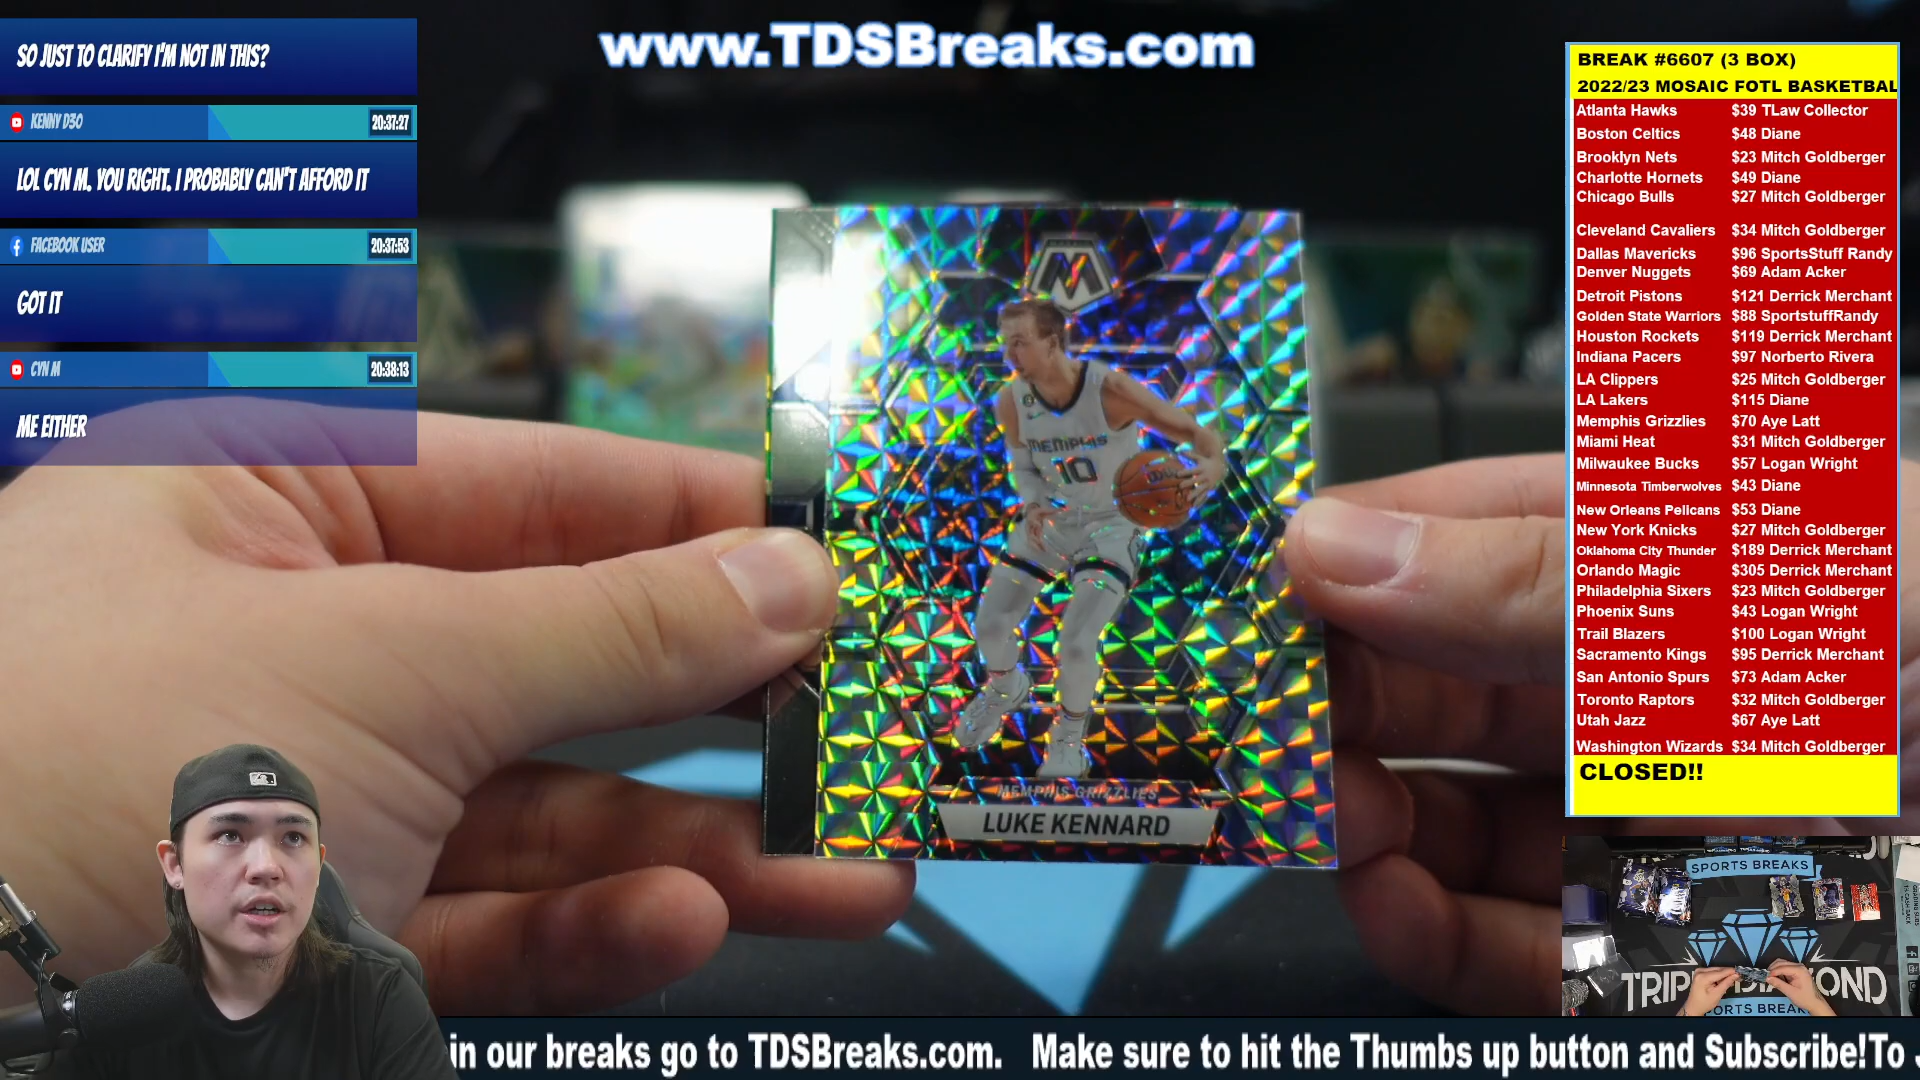 www.TDSBreaks.com
SO JUST TO CLARIFY I'M NOT IN THIS?
KENNY D30 20:37:27
LOL CYN M. YOU RIGHT. I PROBABLY CAN'T AFFORD IT
FACEBOOK USER 20:37:53
GOT IT
CYN M 20:38:13
ME EITHER
MEMPHIS
10
MEMPHIS GRIZZLIES
LUKE KENNARD
BREAK #6607 (3 BOX)
2022/23 MOSAIC FOTL BASKETBAL
Atlanta Hawks $39 TLaw Collector
Boston Celtics $48 Diane
Brooklyn Nets $23 Mitch Goldberger
Charlotte Hornets $49 Diane
Chicago Bulls $27 Mitch Goldberger
Cleveland Cavaliers $34 Mitch Goldberger
Dallas Mavericks $96 SportsStuff Randy
Denver Nuggets $69 Adam Acker
Detroit Pistons $121 Derrick Merchant
Golden State Warriors $88 SportstuffRandy
Houston Rockets $119 Derrick Merchant
Indiana Pacers $97 Norberto Rivera
LA Clippers $25 Mitch Goldberger
LA Lakers $115 Diane
Memphis Grizzlies $70 Aye Latt
Miami Heat $31 Mitch Goldberger
Milwaukee Bucks $57 Logan Wright
Minnesota Timberwolves $43 Diane
New Orleans Pelicans $53 Diane
New York Knicks $27 Mitch Goldberger
Oklahoma City Thunder $189 Derrick Merchant
Orlando Magic $305 Derrick Merchant
Philadelphia Sixers $23 Mitch Goldberger
Phoenix Suns $43 Logan Wright
Trail Blazers $100 Logan Wright
Sacramento Kings $95 Derrick Merchant
San Antonio Spurs $73 Adam Acker
Toronto Raptors $32 Mitch Goldberger
Utah Jazz $67 Aye Latt
Washington Wizards $34 Mitch Goldberger
CLOSED!!
SPORTS BREAKS
in our breaks go to TDSBreaks.com. Make sure to hit the Thumbs up button and Subscribe!To